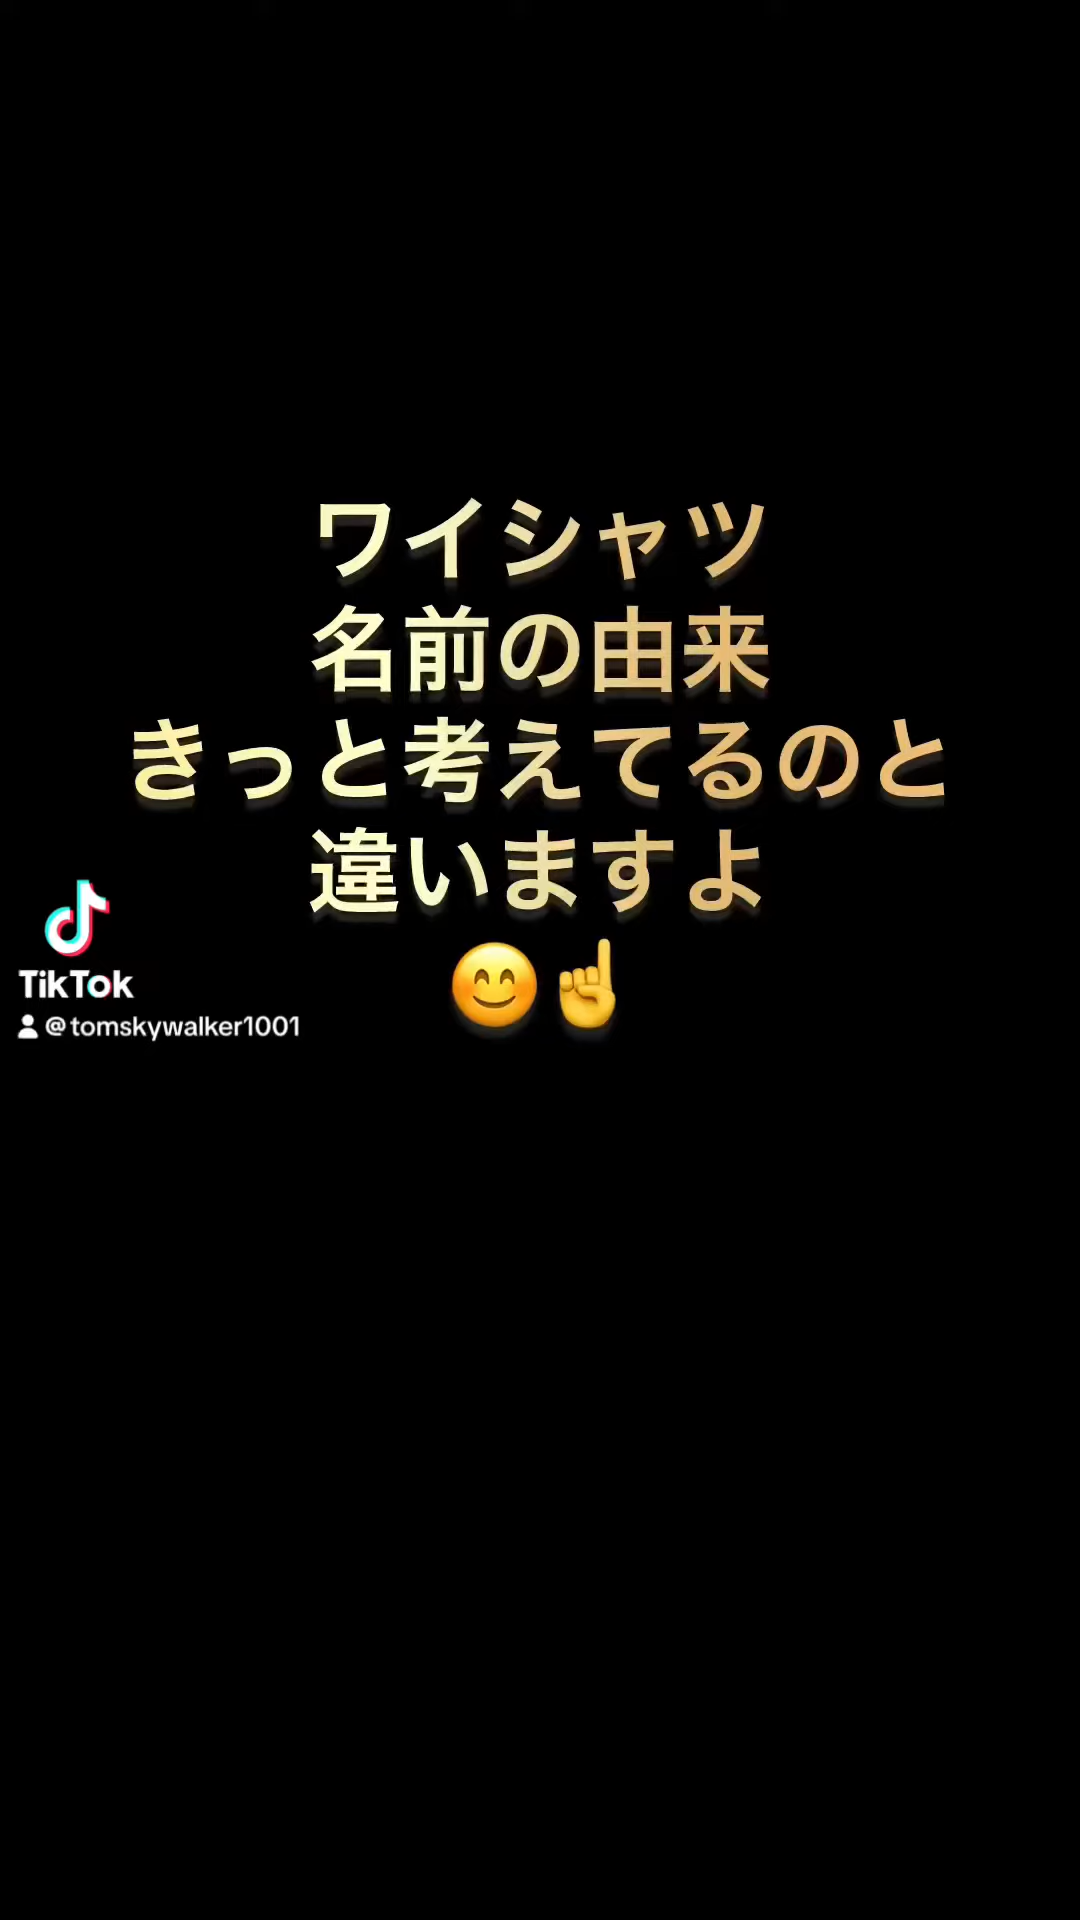 ワイシャツ
名前の由来
きっと考えてるのと
違いますよ
😊☝️
TikTok
@tomskywalker1001